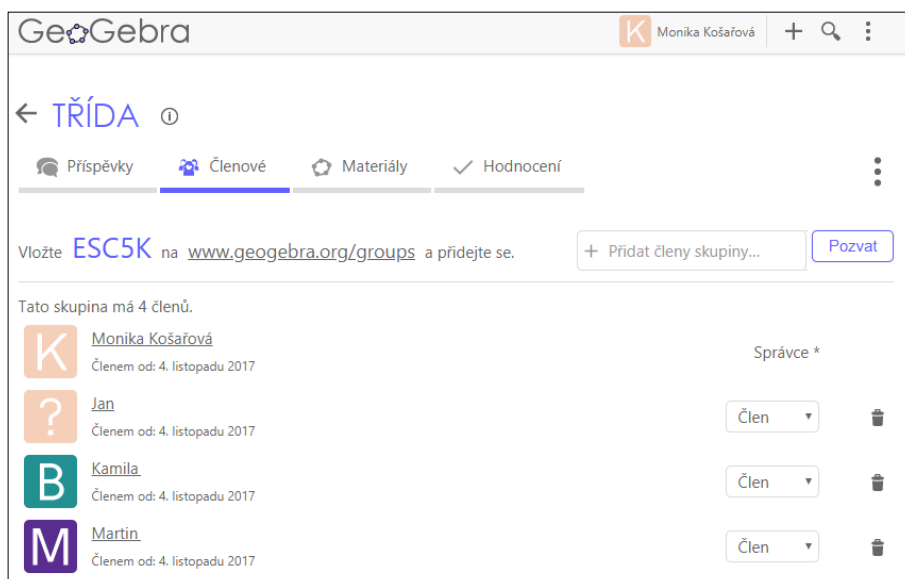 GeoGebra
K Monika Košařová
TŘÍDA
Příspěvky Členové Materiály Hodnocení
Vložte ESC5K na www.geogebra.org/groups a přidejte se. + Přidat členy skupiny... Pozvat
Tato skupina má 4 členů.
K Monika Košařová
Členem od: 4. listopadu 2017
Správce *
? Jan
Členem od: 4. listopadu 2017
Člen
B Kamila
Členem od: 4. listopadu 2017
Člen
M Martin
Členem od: 4. listopadu 2017
Člen